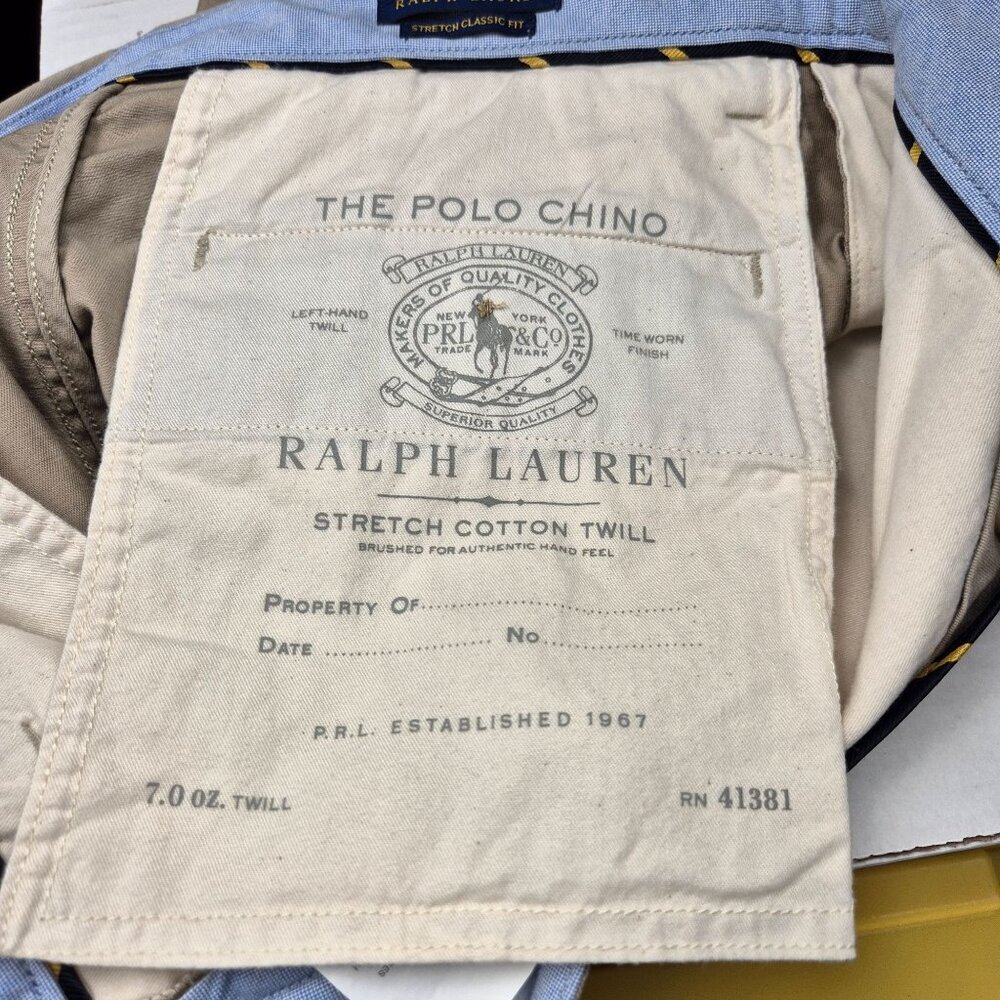 RALPH LAUREN
STRETCH CLASSIC FIT
THE POLO CHINO
RALPH LAUREN
MAKERS OF QUALITY CLOTHES
LEFT-HAND
TWILL
NEW YORK
PRL &Co
TRADE MARK
TIME WORN
FINISH
SUPERIOR QUALITY
RALPH LAUREN
STRETCH COTTON TWILL
BRUSHED FOR AUTHENTIC HAND FEEL
PROPERTY OF
DATE No
P.R.L. ESTABLISHED 1967
7.0 OZ. TWILL
RN 41381